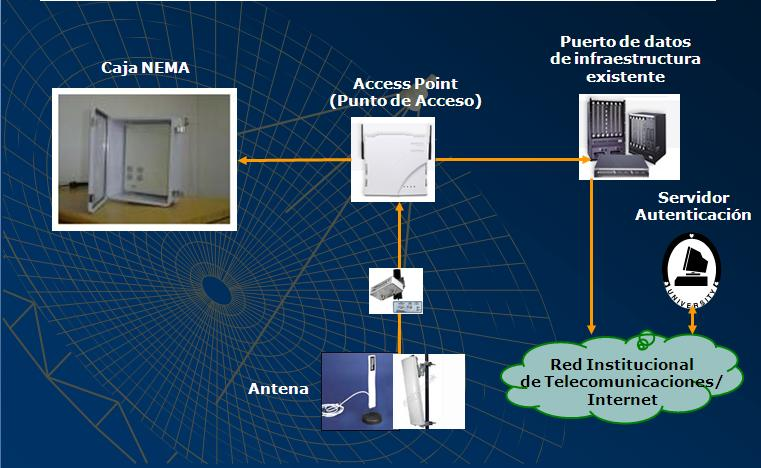 Caja NEMA
Access Point
(Punto de Acceso)
Puerto de datos
de infraestructura
existente
Servidor
Autenticación
UNIVERSITY
Antena
Red Institucional
de Telecomunicaciones/
Internet